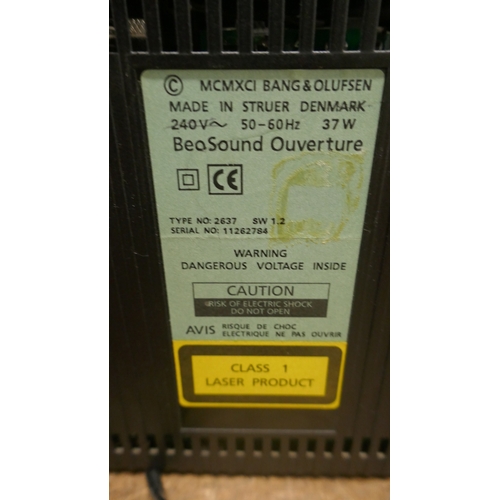 © MCMXCI BANG&OLUFSEN
MADE IN STRUER DENMARK
240V~ 50-60Hz 37W
BeoSound Ouverture
CE
TYPE NO: 2637 SW 1.2
SERIAL NO: 11262784
WARNING
DANGEROUS VOLTAGE INSIDE
CAUTION
RISK OF ELECTRIC SHOCK
DO NOT OPEN
AVIS RISQUE DE CHOC
ELECTRIQUE NE PAS OUVRIR
CLASS 1
LASER PRODUCT